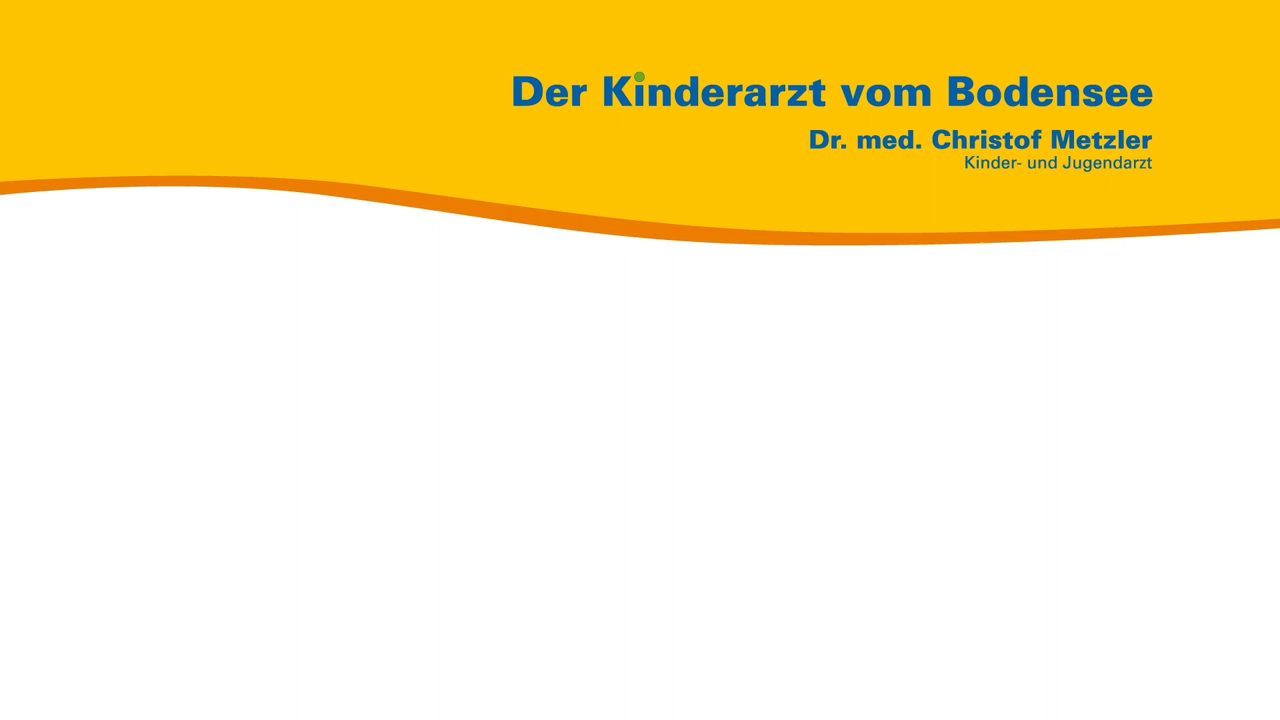 Der Kinderarzt vom Bodensee
Dr. med. Christof Metzler
Kinder- und Jugendarzt